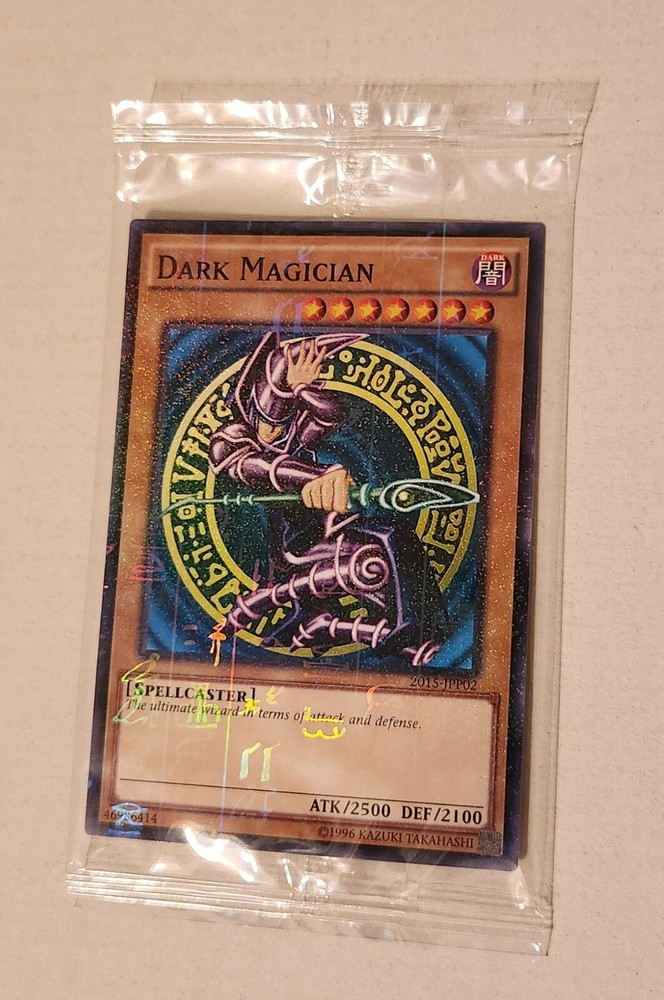 DARK MAGICIAN
DARK
闇
2015-JPP02
[SPELLCASTER]
The ultimate wizard in terms of attack and defense.
ATK/2500 DEF/2100
©1996 KAZUKI TAKAHASHI